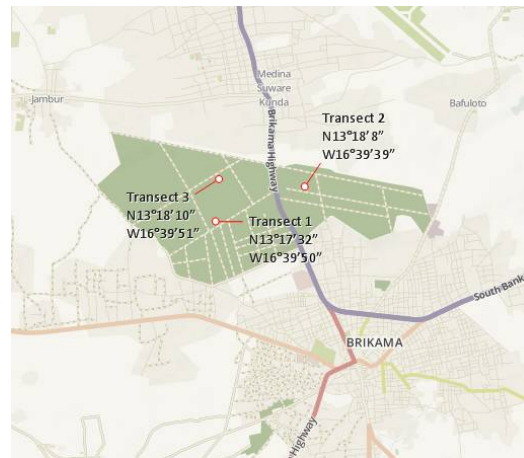 Medina
Suware
Kunda
Jambur
Bafuloto
Brikama Highway
Transect 2
N13°18’8”
W16°39’39”
Transect 3
N13°18’10”
W16°39’51”
Transect 1
N13°17’32”
W16°39’50”
South Bank
BRIKAMA
Highway